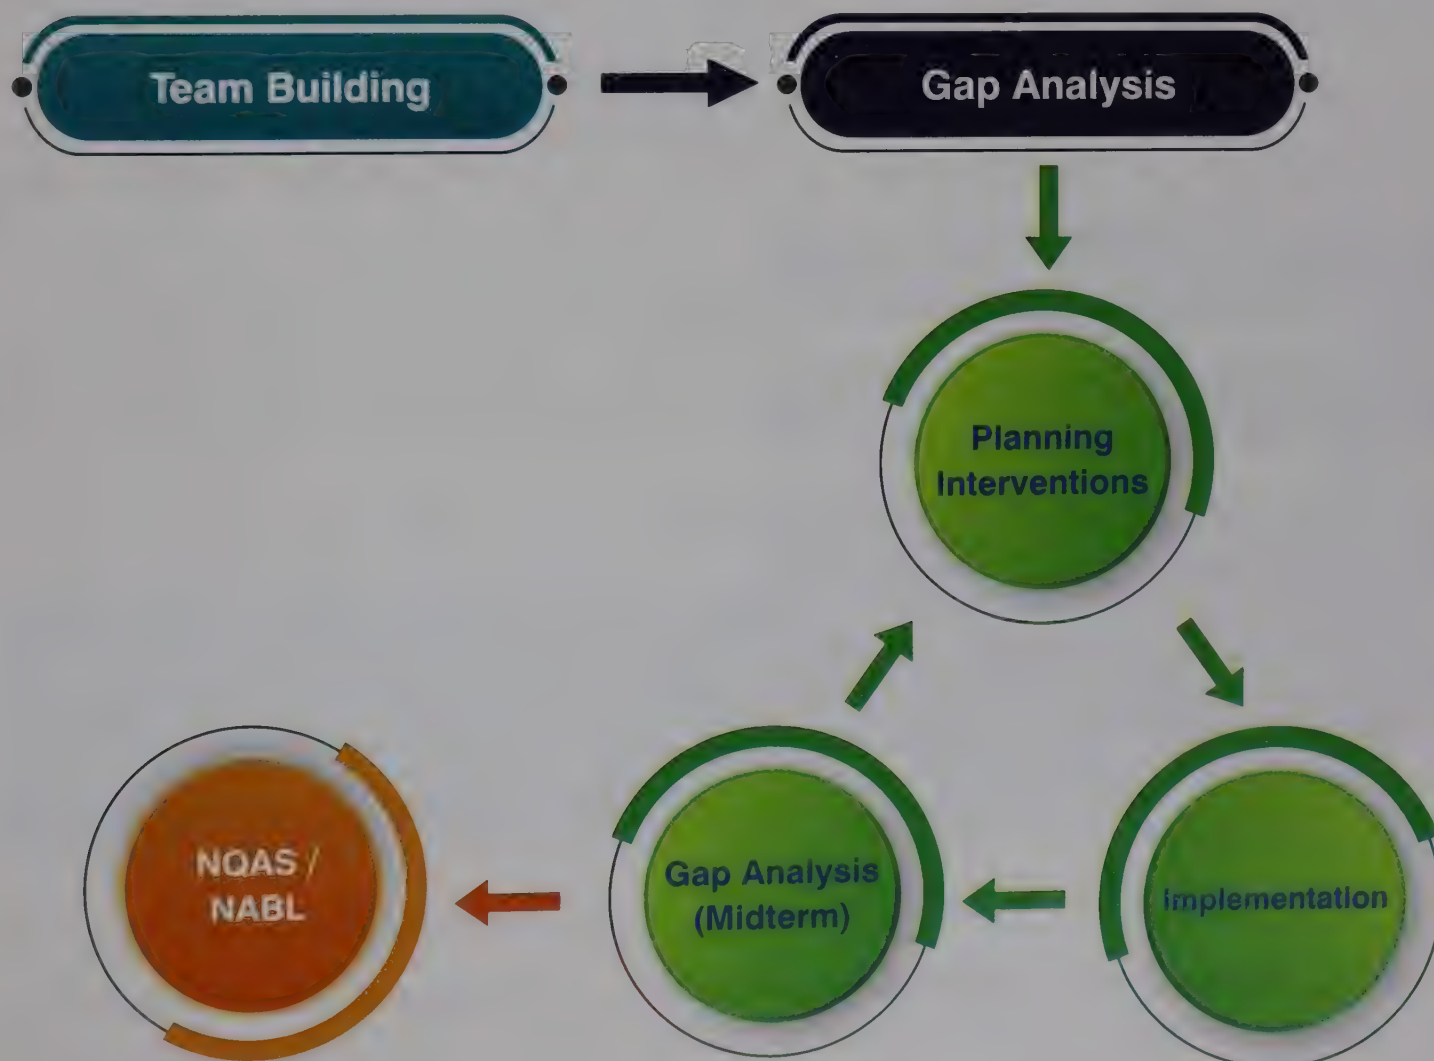 Team Building
Gap Analysis
Planning
Interventions
Implementation
Gap Analysis
(Midterm)
NQAS /
NABL